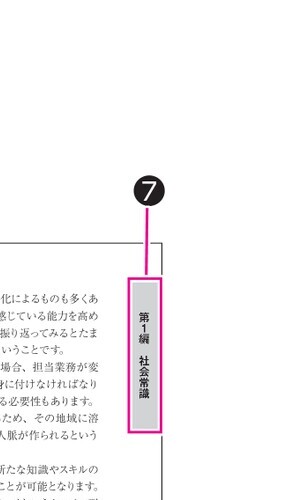 7
第1編 社会常識
化によるものも多くあ
感じている能力を高め
振り返ってみるとたま
いうことです。
場合、担当業務が変
身に付けなければなり
る必要性もあります。
ため、その地域に溶
人脈が作られるという
新たな知識やスキルの
ことが可能となります。